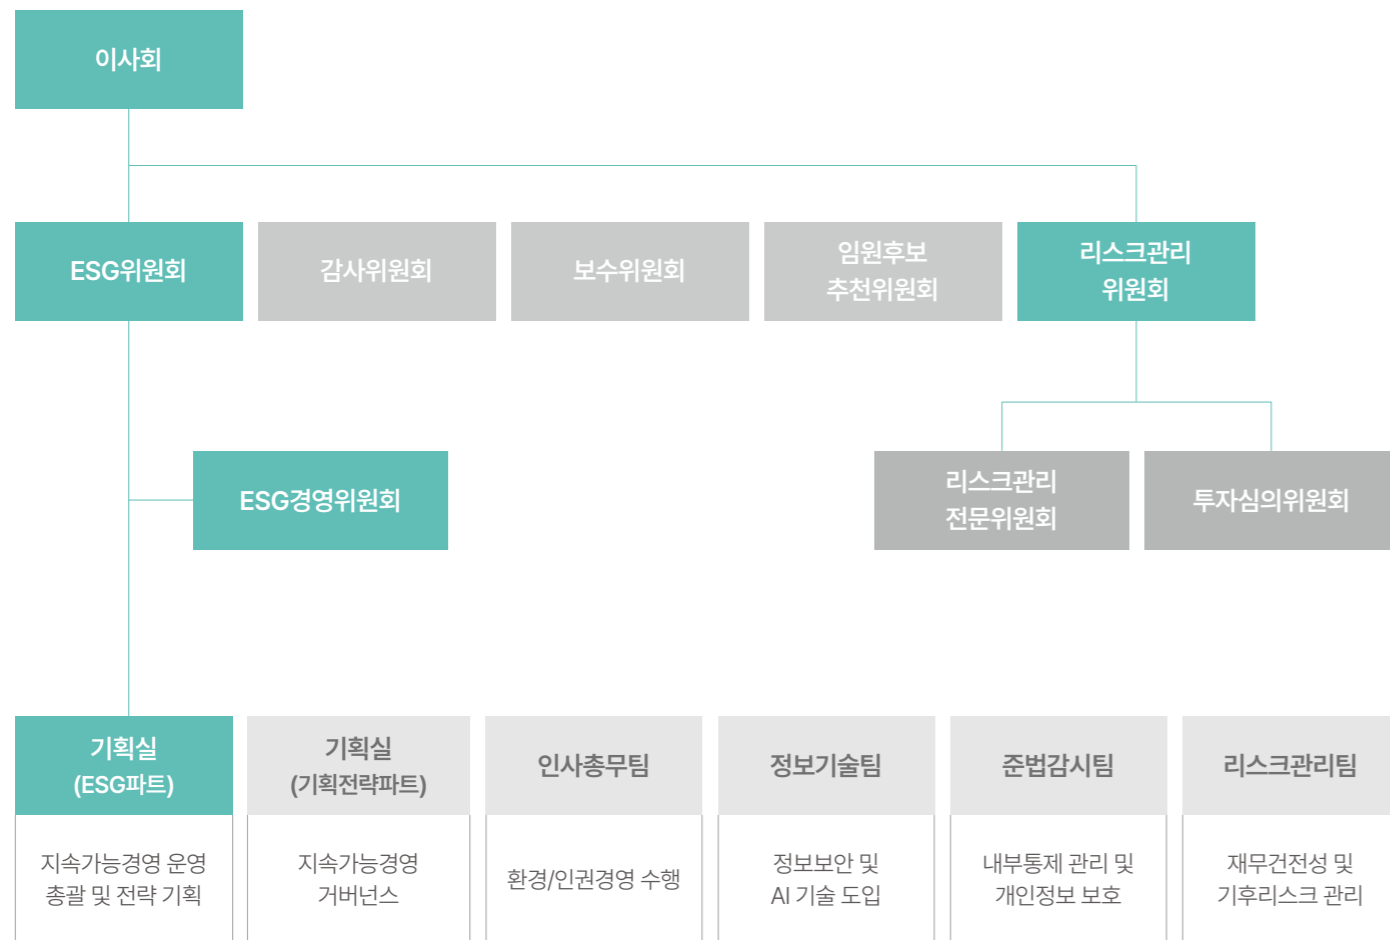 이사회
ESG위원회
감사위원회
보수위원회
임원후보
추천위원회
리스크관리
위원회
ESG경영위원회
리스크관리
전문위원회
투자심의위원회
기획실
(ESG파트)
기획실
(기획전략파트)
인사총무팀
정보기술팀
준법감시팀
리스크관리팀
지속가능경영 운영
총괄 및 전략 기획
지속가능경영
거버넌스
환경/인권경영 수행
정보보안 및
AI 기술 도입
내부통제 관리 및
개인정보 보호
재무건전성 및
기후리스크 관리